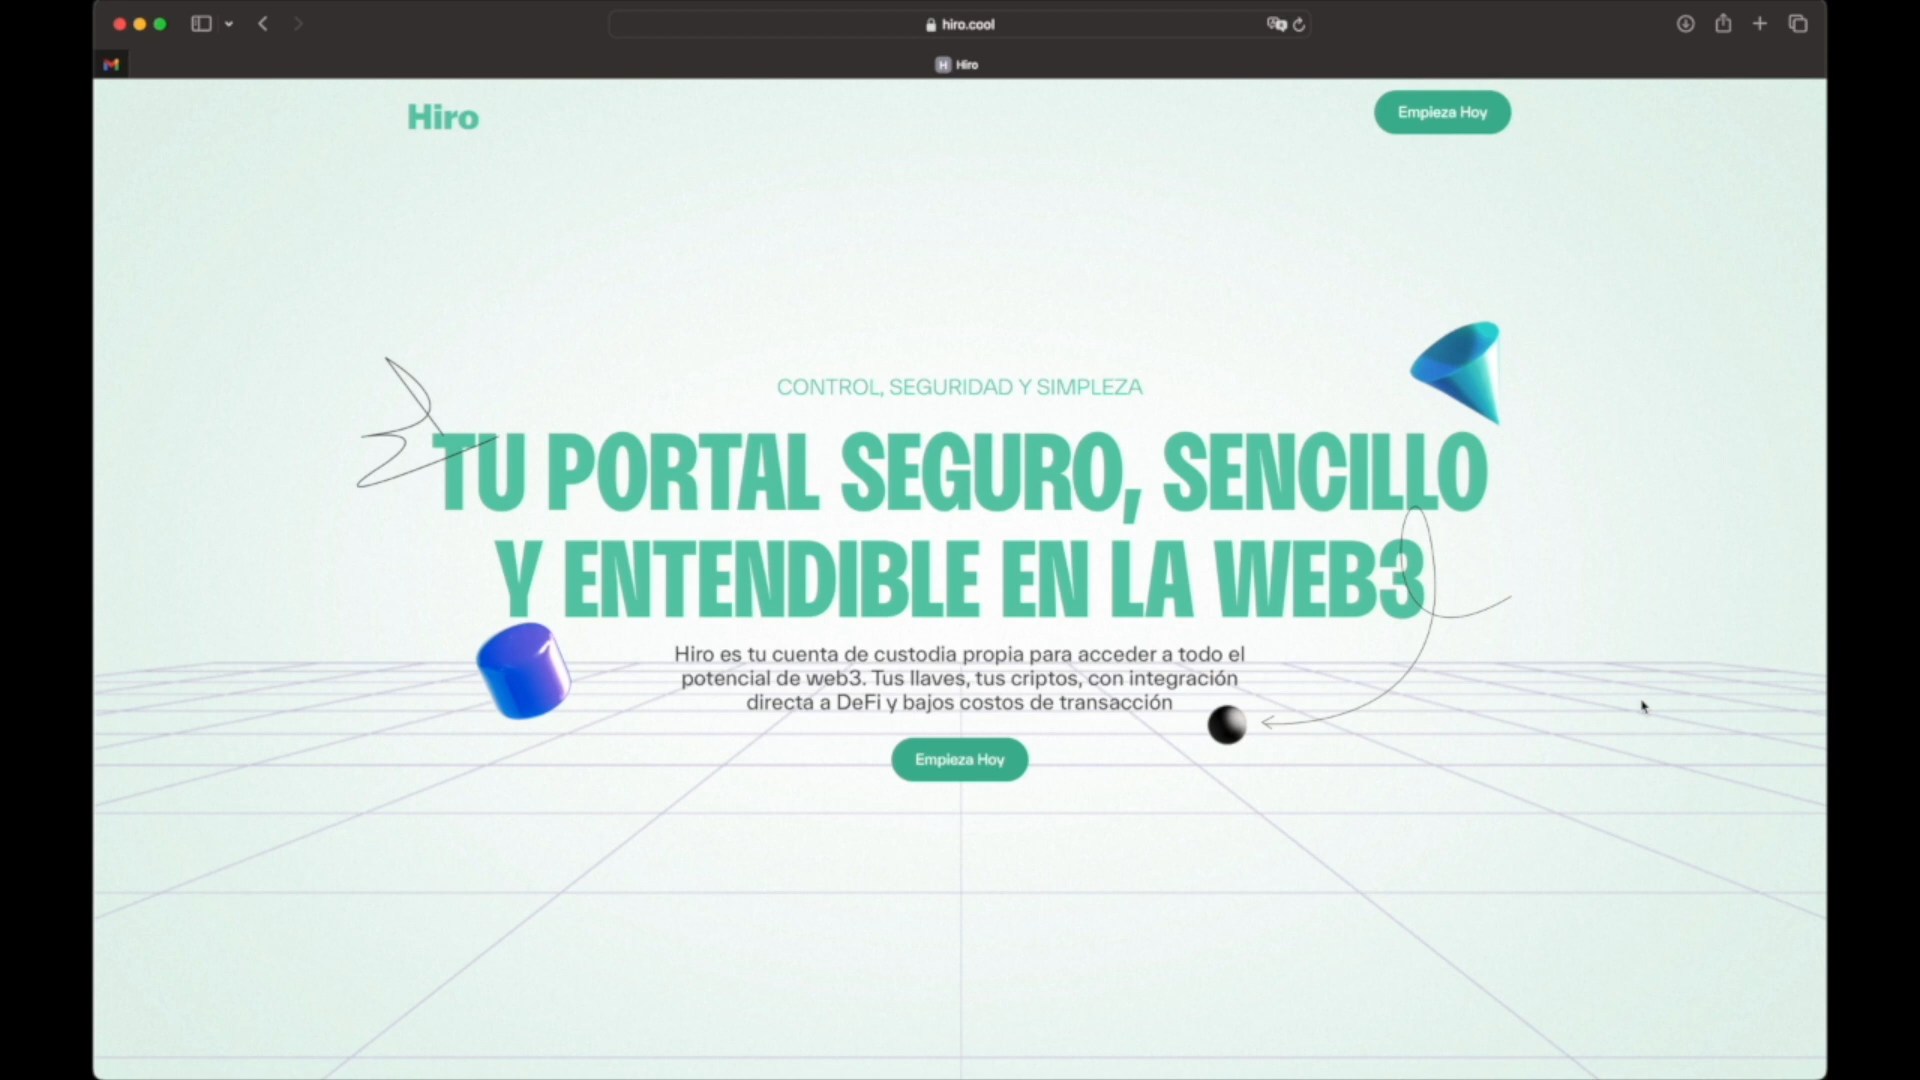 hiro.cool
H Hiro
Hiro
Empieza Hoy
CONTROL, SEGURIDAD Y SIMPLEZA
TU PORTAL SEGURO, SENCILLO
Y ENTENDIBLE EN LA WEB3
Hiro es tu cuenta de custodia propia para acceder a todo el
potencial de web3. Tus llaves, tus criptos, con integración
directa a DeFi y bajos costos de transacción
Empieza Hoy